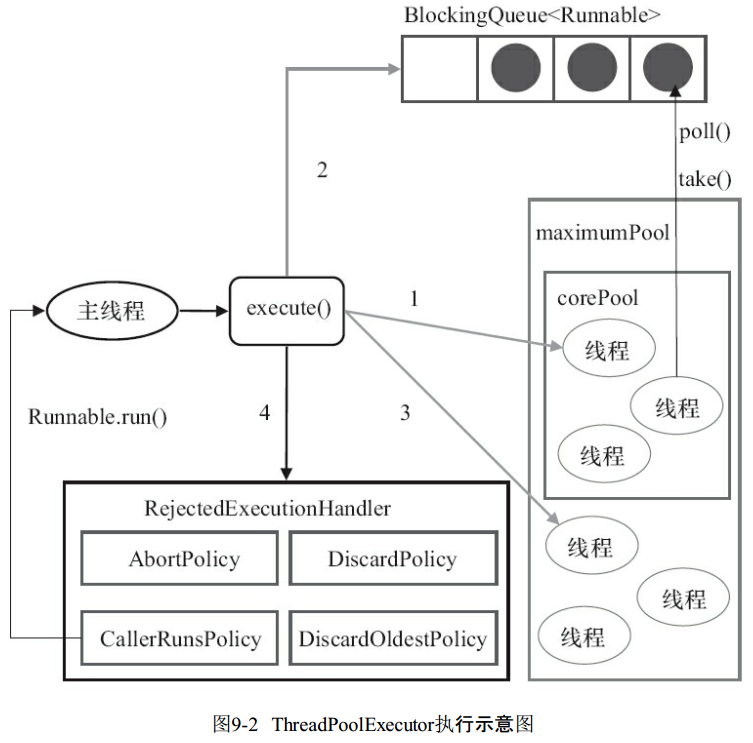 BlockingQueue<Runnable>
poll()
2
take()
maximumPool
corePool
主线程
execute()
1
线程
线程
Runnable.run()
4
3
线程
RejectedExecutionHandler
线程
AbortPolicy
DiscardPolicy
线程
CallerRunsPolicy
DiscardOldestPolicy
线程
图9-2 ThreadPoolExecutor执行示意图